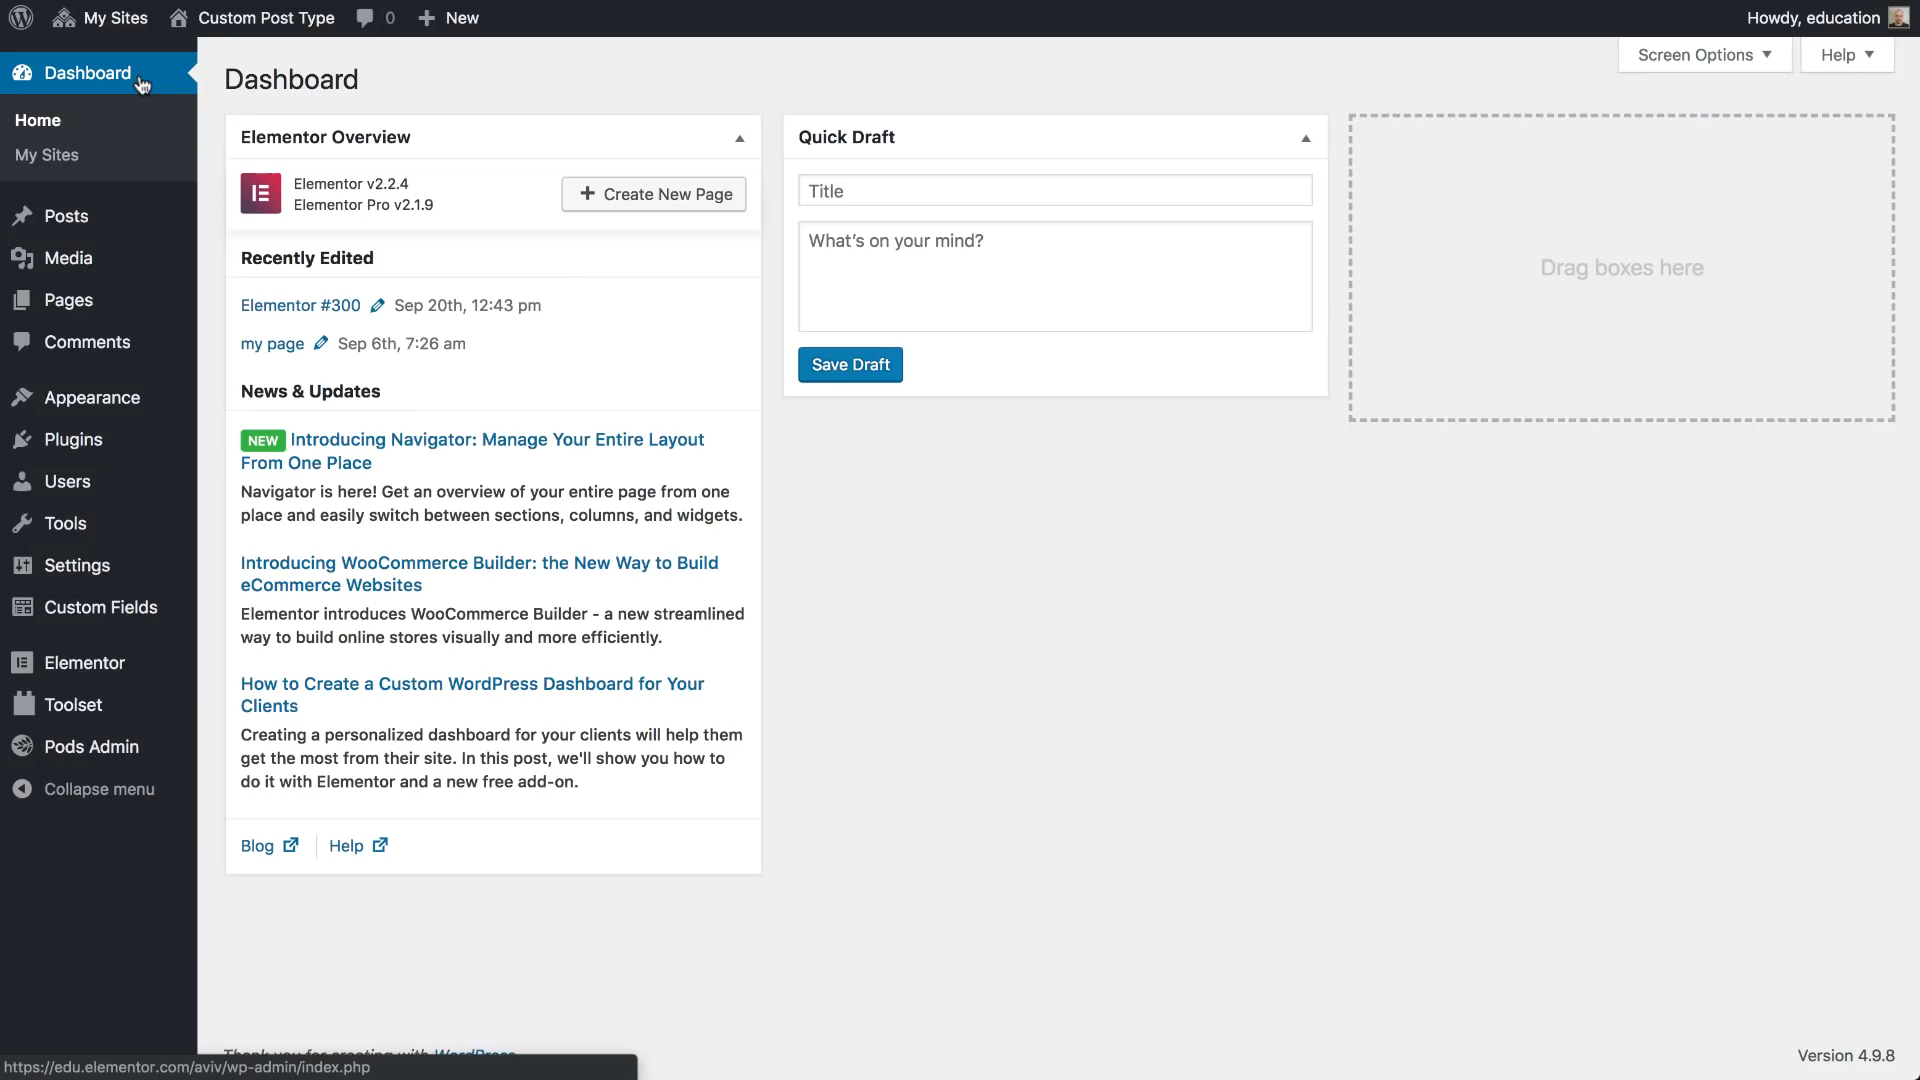 My Sites
Custom Post Type
0
New
Howdy, education
Dashboard
Home
My Sites
Posts
Media
Pages
Comments
Appearance
Plugins
Users
Tools
Settings
Custom Fields
Elementor
Toolset
Pods Admin
Collapse menu
Screen Options
Help
Dashboard
Elementor Overview
Elementor v2.2.4
Elementor Pro v2.1.9
Create New Page
Recently Edited
Elementor #300 Sep 20th, 12:43 pm
my page Sep 6th, 7:26 am
News & Updates
NEW Introducing Navigator: Manage Your Entire Layout
From One Place
Navigator is here! Get an overview of your entire page from one
place and easily switch between sections, columns, and widgets.
Introducing WooCommerce Builder: the New Way to Build
eCommerce Websites
Elementor introduces WooCommerce Builder - a new streamlined
way to build online stores visually and more efficiently.
How to Create a Custom WordPress Dashboard for Your
Clients
Creating a personalized dashboard for your clients will help them
get the most from their site. In this post, we'll show you how to
do it with Elementor and a new free add-on.
Blog
Help
Quick Draft
Title
What’s on your mind?
Save Draft
Drag boxes here
Thank you for creating with WordPress
Version 4.9.8
https://edu.elementor.com/aviv/wp-admin/index.php